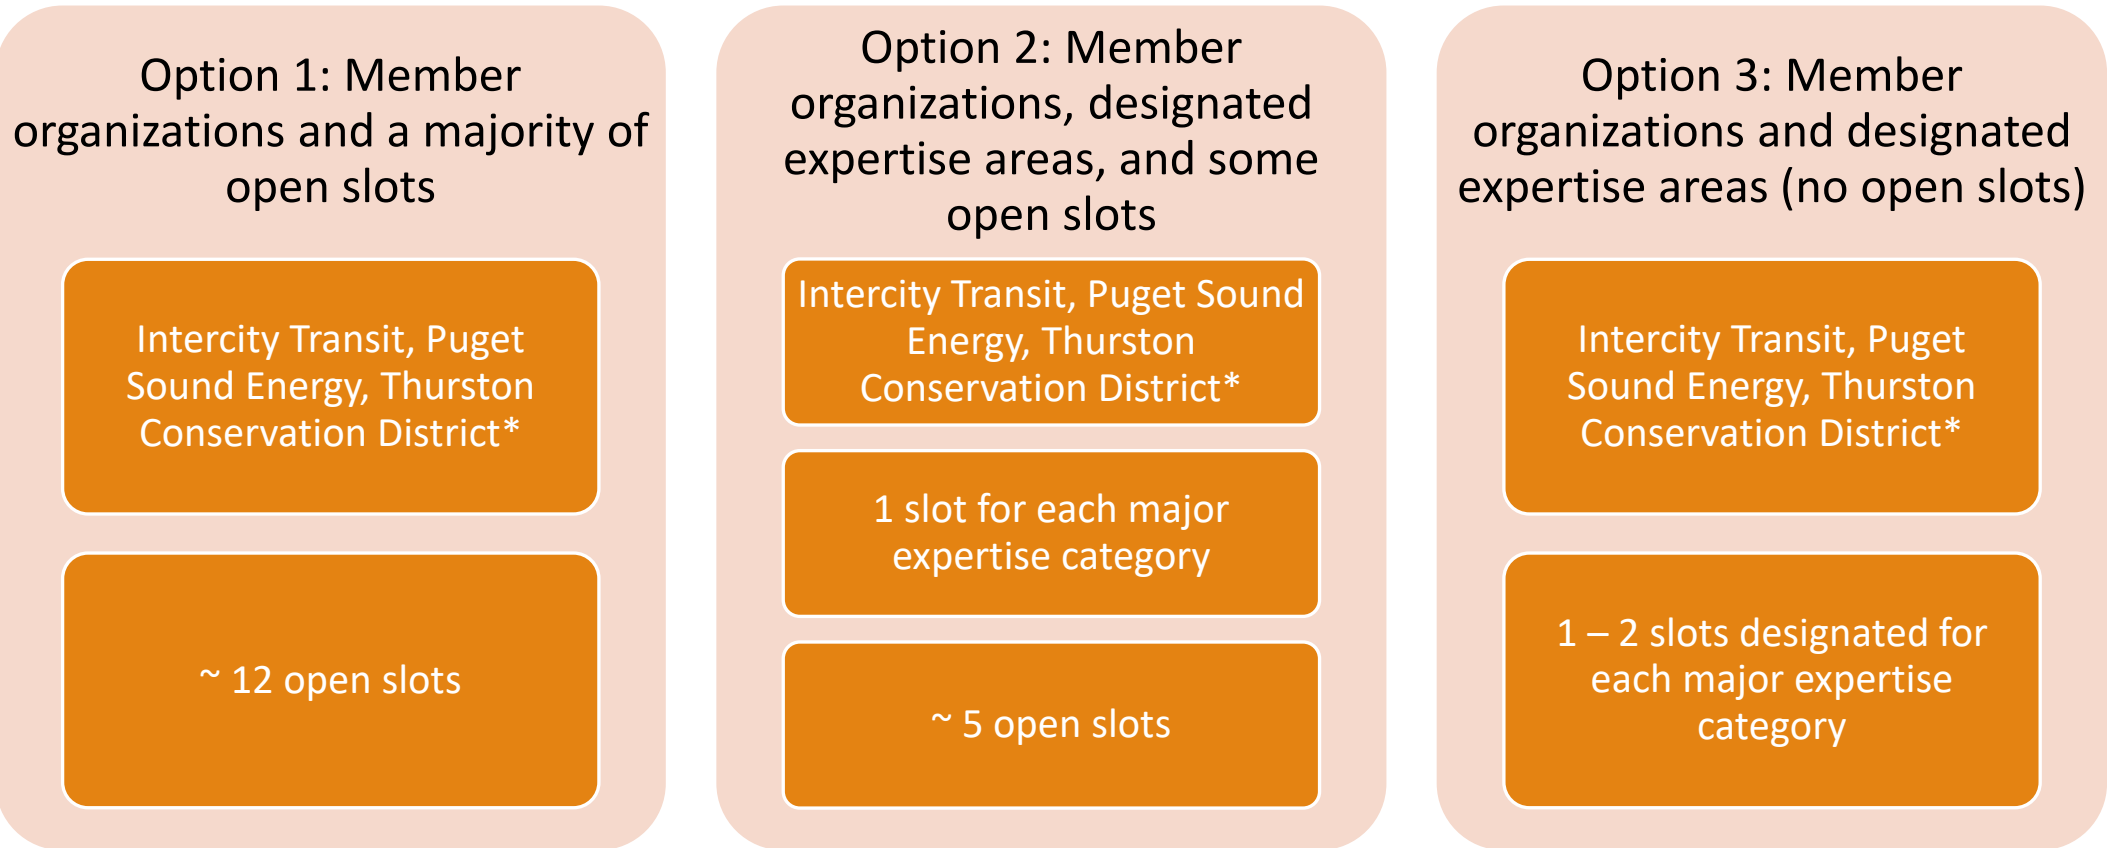 Option 1: Member
organizations and a majority of
open slots
Intercity Transit, Puget
Sound Energy, Thurston
Conservation District*
~ 12 open slots
Option 2: Member
organizations, designated
expertise areas, and some
open slots
Intercity Transit, Puget Sound
Energy, Thurston
Conservation District*
1 slot for each major
expertise category
~ 5 open slots
Option 3: Member
organizations and designated
expertise areas (no open slots)
Intercity Transit, Puget
Sound Energy, Thurston
Conservation District*
1 – 2 slots designated for
each major expertise
category